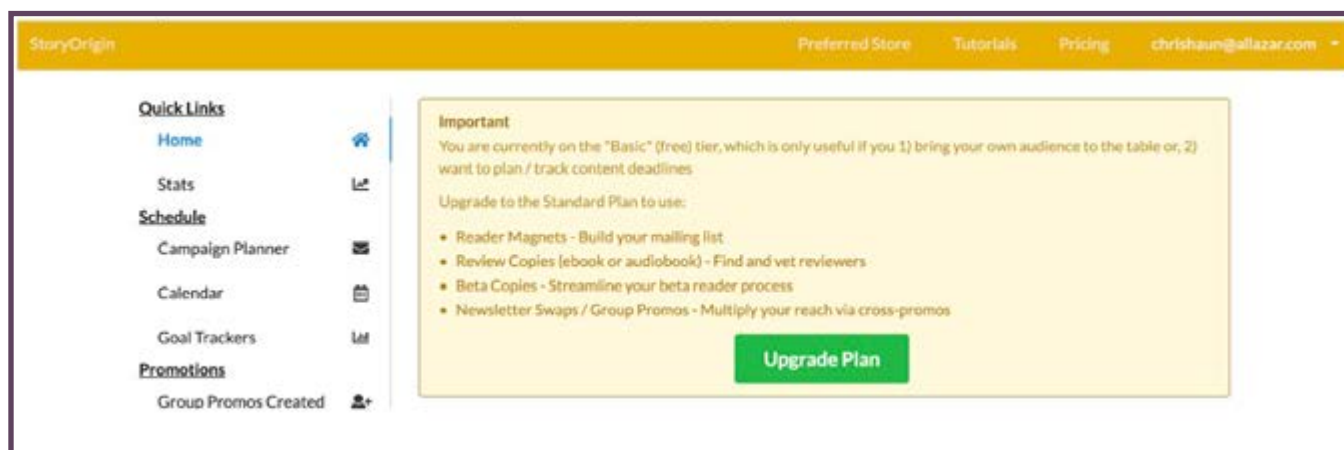 StoryOrigin Preferred Store Tutorials Pricing chrishaun@allazar.com
Quick Links
Home
Stats
Schedule
Campaign Planner
Calendar
Goal Trackers
Promotions
Group Promos Created
Important
You are currently on the "Basic" (free) tier, which is only useful if you 1) bring your own audience to the table or, 2)
want to plan / track content deadlines
Upgrade to the Standard Plan to use:
• Reader Magnets - Build your mailing list
• Review Copies (ebook or audiobook) - Find and vet reviewers
• Beta Copies - Streamline your beta reader process
• Newsletter Swaps / Group Promos - Multiply your reach via cross-promos
Upgrade Plan